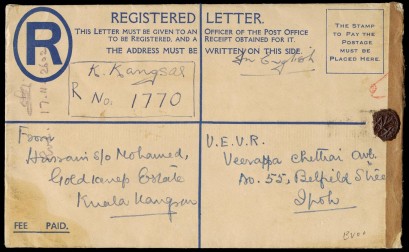 REGISTERED LETTER.
THIS LETTER MUST BE GIVEN TO AN OFFICER OF THE POST OFFICE
TO BE REGISTERED, AND A RECEIPT OBTAINED FOR IT.
THE ADDRESS MUST BE WRITTEN ON THIS SIDE.
R
THE STAMP
TO PAY THE
POSTAGE
MUST BE
PLACED HERE.
In English
K. Kangsar
R No. 1770
From
Hussain s/o Mohamed,
Estate
Kuala Kangsar
FEE PAID.
V.E.V.R.
Veerappa Chettiar
No. 55, Belfield Street
Ipoh